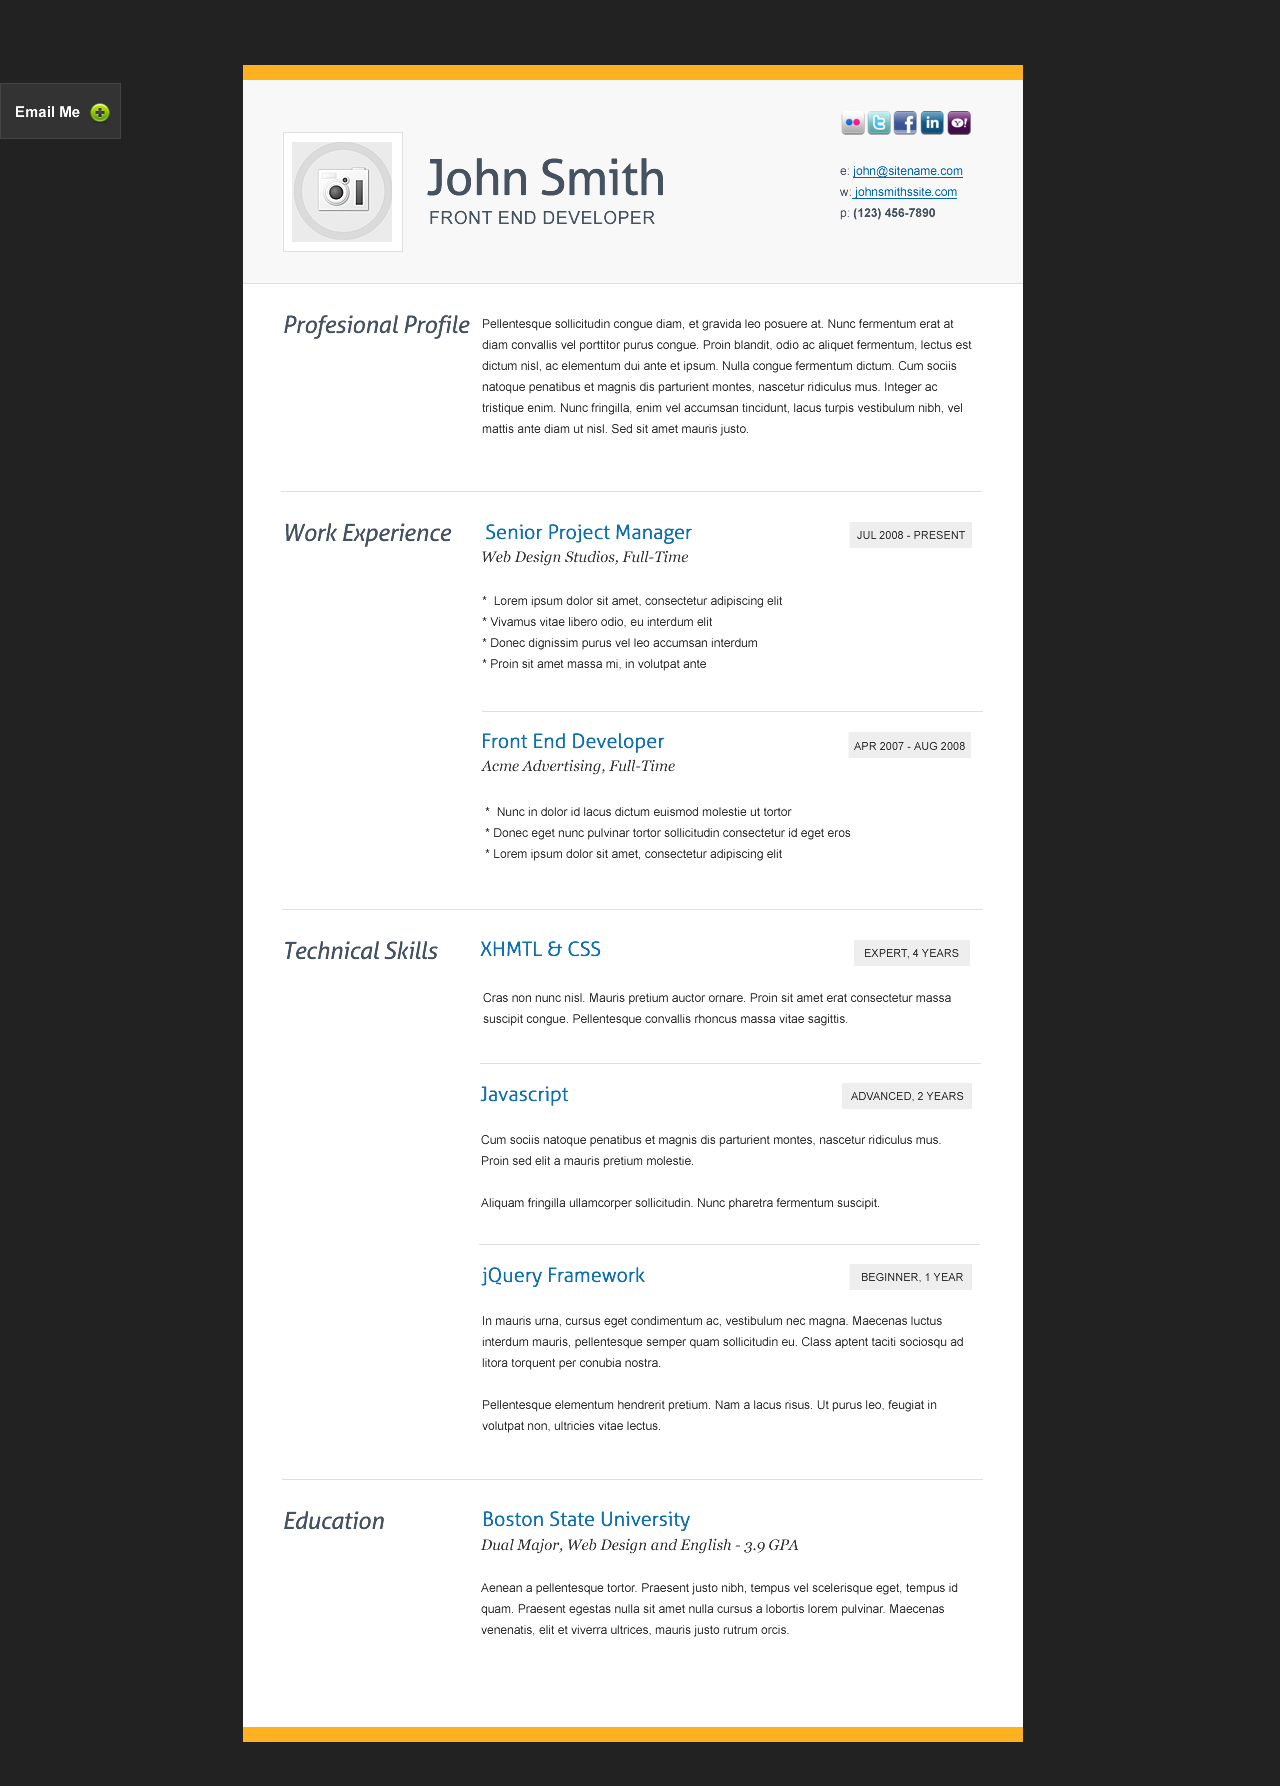 Email Me
John Smith
FRONT END DEVELOPER
e: john@sitename.com
w: johnsmithssite.com
p: (123) 456-7890
Profesional Profile
Pellentesque sollicitudin congue diam, et gravida leo posuere at. Nunc fermentum erat at
diam convallis vel porttitor purus congue. Proin blandit, odio ac aliquet fermentum, lectus est
dictum nisl, ac elementum dui ante et ipsum. Nulla congue fermentum dictum. Cum sociis
natoque penatibus et magnis dis parturient montes, nascetur ridiculus mus. Integer ac
tristique enim. Nunc fringilla, enim vel accumsan tincidunt, lacus turpis vestibulum nibh, vel
mattis ante diam ut nisl. Sed sit amet mauris justo.
Work Experience
Senior Project Manager
JUL 2008 - PRESENT
Web Design Studios, Full-Time
* Lorem ipsum dolor sit amet, consectetur adipiscing elit
* Vivamus vitae libero odio, eu interdum elit
* Donec dignissim purus vel leo accumsan interdum
* Proin sit amet massa mi, in volutpat ante
Front End Developer
APR 2007 - AUG 2008
Acme Advertising, Full-Time
* Nunc in dolor id lacus dictum euismod molestie ut tortor
* Donec eget nunc pulvinar tortor sollicitudin consectetur id eget eros
* Lorem ipsum dolor sit amet, consectetur adipiscing elit
Technical Skills
XHMTL & CSS
EXPERT, 4 YEARS
Cras non nunc nisl. Mauris pretium auctor ornare. Proin sit amet erat consectetur massa
suscipit congue. Pellentesque convallis rhoncus massa vitae sagittis.
Javascript
ADVANCED, 2 YEARS
Cum sociis natoque penatibus et magnis dis parturient montes, nascetur ridiculus mus.
Proin sed elit a mauris pretium molestie.
Aliquam fringilla ullamcorper sollicitudin. Nunc pharetra fermentum suscipit.
jQuery Framework
BEGINNER, 1 YEAR
In mauris urna, cursus eget condimentum ac, vestibulum nec magna. Maecenas luctus
interdum mauris, pellentesque semper quam sollicitudin eu. Class aptent taciti sociosqu ad
litora torquent per conubia nostra.
Pellentesque elementum hendrerit pretium. Nam a lacus risus. Ut purus leo, feugiat in
volutpat non, ultricies vitae lectus.
Education
Boston State University
Dual Major, Web Design and English - 3.9 GPA
Aenean a pellentesque tortor. Praesent justo nibh, tempus vel scelerisque eget, tempus id
quam. Praesent egestas nulla sit amet nulla cursus a lobortis lorem pulvinar. Maecenas
venenatis, elit et viverra ultrices, mauris justo rutrum orcis.